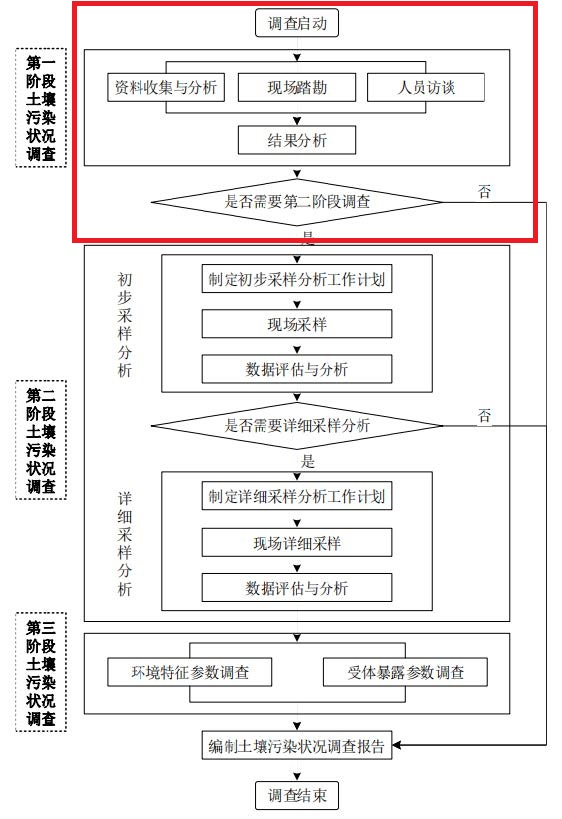 调查启动
第一
阶段
土壤
污染
状况
调查
资料收集与分析
现场踏勘
人员访谈
结果分析
是否需要第二阶段调查
否
是
初
步
采
样
分
析
制定初步采样分析工作计划
现场采样
数据评估与分析
第二
阶段
土壤
污染
状况
调查
是否需要详细采样分析
否
是
详
细
采
样
分
析
制定详细采样分析工作计划
现场详细采样
数据评估与分析
第三
阶段
土壤
污染
状况
调查
环境特征参数调查
受体暴露参数调查
编制土壤污染状况调查报告
调查结束